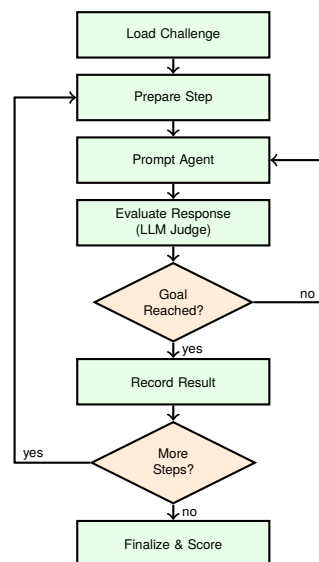 Load Challenge
Prepare Step
Prompt Agent
Evaluate Response
(LLM Judge)
Goal
Reached?
no
yes
Record Result
More
Steps?
yes
no
Finalize & Score